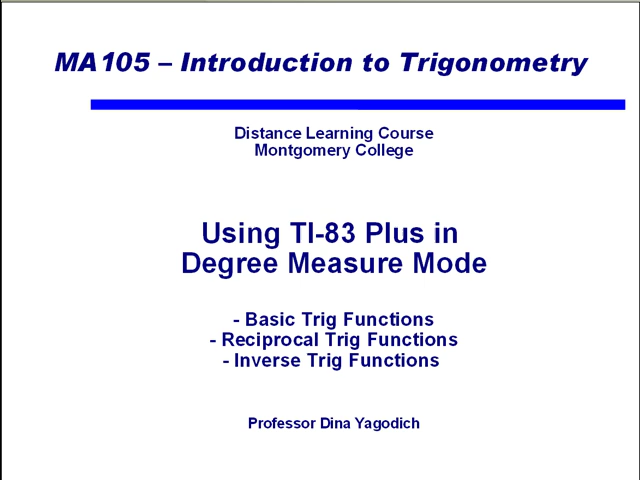 MA105 – Introduction to Trigonometry
Distance Learning Course
Montgomery College
Using TI-83 Plus in
Degree Measure Mode
- Basic Trig Functions
- Reciprocal Trig Functions
- Inverse Trig Functions
Professor Dina Yagodich